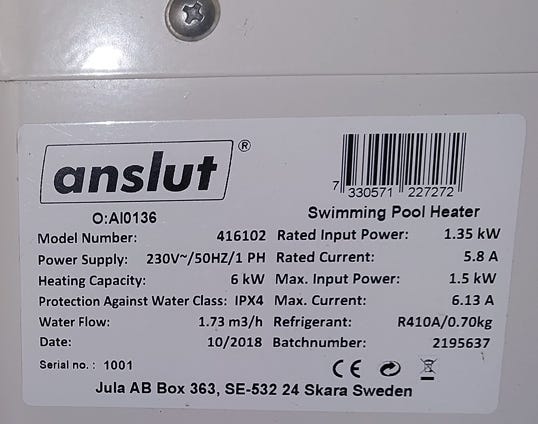 anslut ®
7 330571 227272
O:AI0136
Swimming Pool Heater
Model Number: 416102 Rated Input Power: 1.35 kW
Power Supply: 230V~/50HZ/1 PH Rated Current: 5.8 A
Heating Capacity: 6 kW Max. Input Power: 1.5 kW
Protection Against Water Class: IPX4 Max. Current: 6.13 A
Water Flow: 1.73 m3/h Refrigerant: R410A/0.70kg
Date: 10/2018 Batchnumber: 2195637
Serial no. : 1001
CE
Jula AB Box 363, SE-532 24 Skara Sweden